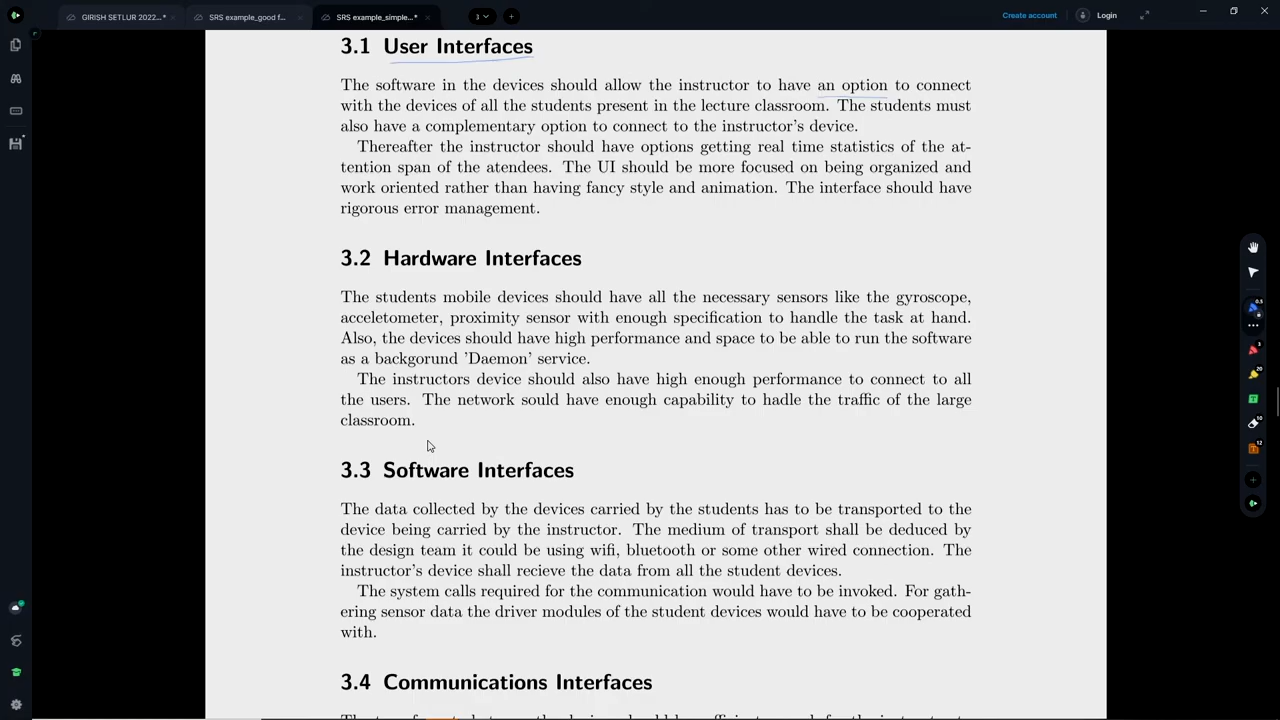 GIRISH SETLUR 2022...*
SRS example_good f...
SRS example_simple...*
3
Create account
Login
3.1 User Interfaces
The software in the devices should allow the instructor to have an option to connect
with the devices of all the students present in the lecture classroom. The students must
also have a complementary option to connect to the instructor's device.
Thereafter the instructor should have options getting real time statistics of the at-
tention span of the atendees. The UI should be more focused on being organized and
work oriented rather than having fancy style and animation. The interface should have
rigorous error management.
3.2 Hardware Interfaces
The students mobile devices should have all the necessary sensors like the gyroscope,
acceletometer, proximity sensor with enough specification to handle the task at hand.
Also, the devices should have high performance and space to be able to run the software
as a backgorund 'Daemon' service.
The instructors device should also have high enough performance to connect to all
the users. The network sould have enough capability to hadle the traffic of the large
classroom.
3.3 Software Interfaces
The data collected by the devices carried by the students has to be transported to the
device being carried by the instructor. The medium of transport shall be deduced by
the design team it could be using wifi, bluetooth or some other wired connection. The
instructor's device shall recieve the data from all the student devices.
The system calls required for the communication would have to be invoked. For gath-
ering sensor data the driver modules of the student devices would have to be cooperated
with.
3.4 Communications Interfaces
0.5
3
20
10
12